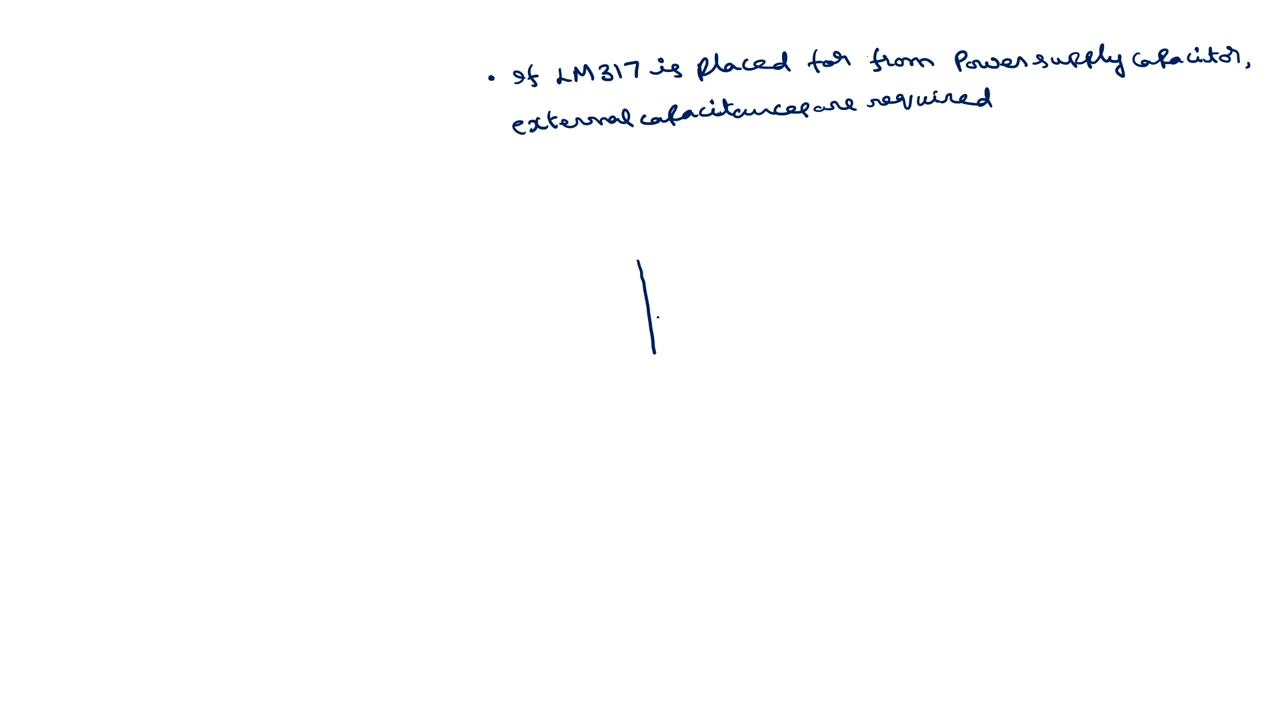 • If LM317 is placed far from Power supply capacitor,
external capacitances are required